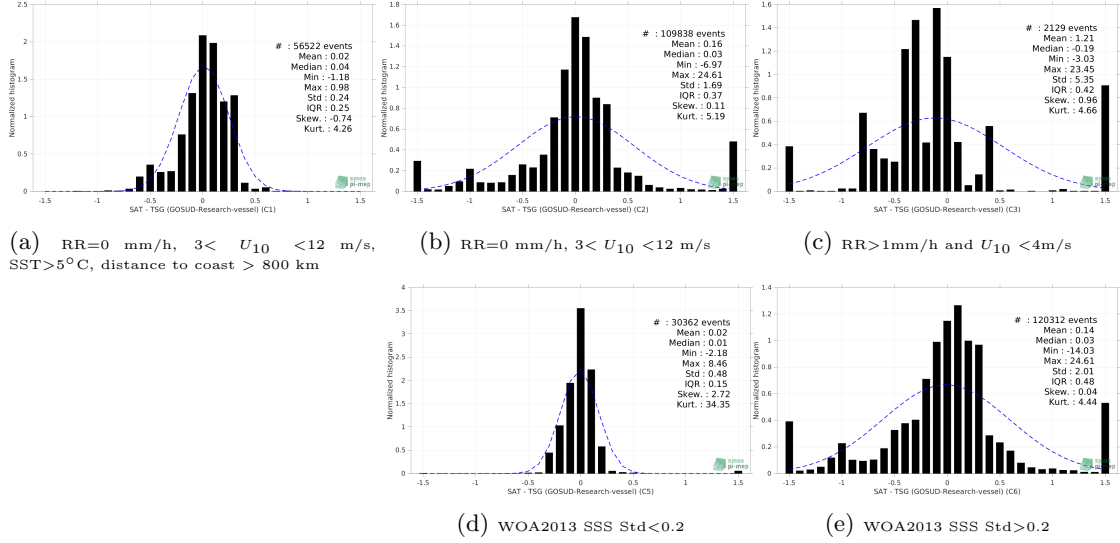 2.5
2
1.5
1
0.5
0
Normalized histogram
# : 56522 events
Mean : 0.02
Median : 0.04
Min : -1.18
Max : 0.98
Std : 0.24
IQR : 0.25
Skew. : -0.74
Kurt. : 4.26
smos
pi-mep
-1.5 -1 -0.5 0 0.5 1 1.5
SAT - TSG (GOSUD-Research-vessel) (C1)
(a) RR=0 mm/h, 3< U10 <12 m/s,
SST>5°C, distance to coast > 800 km
1.8
1.6
1.4
1.2
1
0.8
0.6
0.4
0.2
0
Normalized histogram
# : 109838 events
Mean : 0.16
Median : 0.03
Min : -6.97
Max : 24.61
Std : 1.69
IQR : 0.37
Skew. : 0.11
Kurt. : 5.19
smos
pi-mep
-1.5 -1 -0.5 0 0.5 1 1.5
SAT - TSG (GOSUD-Research-vessel) (C2)
(b) RR=0 mm/h, 3< U10 <12 m/s
1.6
1.4
1.2
1
0.8
0.6
0.4
0.2
0
Normalized histogram
# : 2129 events
Mean : 1.21
Median : -0.19
Min : -3.03
Max : 23.45
Std : 5.35
IQR : 0.42
Skew. : 0.96
Kurt. : 4.66
smos
pi-mep
-1.5 -1 -0.5 0 0.5 1 1.5
SAT - TSG (GOSUD-Research-vessel) (C3)
(c) RR>1mm/h and U10 <4m/s
4
3.5
3
2.5
2
1.5
1
0.5
0
Normalized histogram
# : 30362 events
Mean : 0.02
Median : 0.01
Min : -2.18
Max : 8.46
Std : 0.48
IQR : 0.15
Skew. : 2.72
Kurt. : 34.35
smos
pi-mep
-1.5 -1 -0.5 0 0.5 1 1.5
SAT - TSG (GOSUD-Research-vessel) (C5)
(d) WOA2013 SSS Std<0.2
1.4
1.2
1
0.8
0.6
0.4
0.2
0
Normalized histogram
# : 120312 events
Mean : 0.14
Median : 0.03
Min : -14.03
Max : 24.61
Std : 2.01
IQR : 0.48
Skew. : 0.04
Kurt. : 4.44
smos
pi-mep
-1.5 -1 -0.5 0 0.5 1 1.5
SAT - TSG (GOSUD-Research-vessel) (C6)
(e) WOA2013 SSS Std>0.2